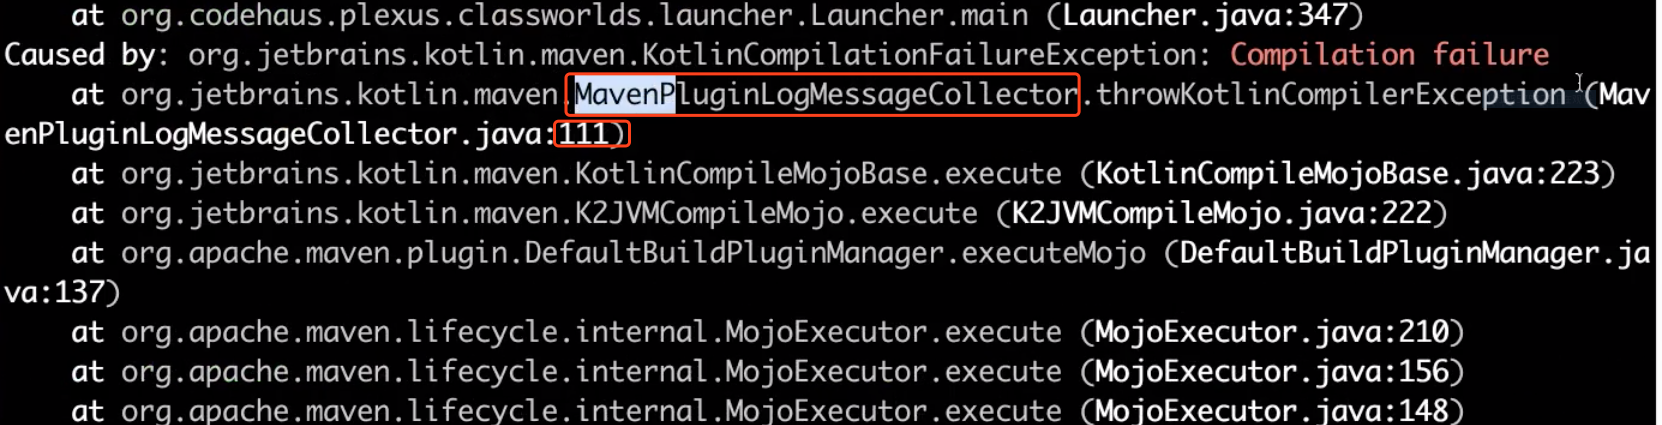 at org.codehaus.plexus.classworlds.launcher.Launcher.main (Launcher.java:347)
Caused by: org.jetbrains.kotlin.maven.KotlinCompilationFailureException: Compilation failure
at org.jetbrains.kotlin.maven.MavenPluginLogMessageCollector.throwKotlinCompilerException (Mav
enPluginLogMessageCollector.java:111)
at org.jetbrains.kotlin.maven.KotlinCompileMojoBase.execute (KotlinCompileMojoBase.java:223)
at org.jetbrains.kotlin.maven.K2JVMCompileMojo.execute (K2JVMCompileMojo.java:222)
at org.apache.maven.plugin.DefaultBuildPluginManager.executeMojo (DefaultBuildPluginManager.ja
va:137)
at org.apache.maven.lifecycle.internal.MojoExecutor.execute (MojoExecutor.java:210)
at org.apache.maven.lifecycle.internal.MojoExecutor.execute (MojoExecutor.java:156)
at org.apache.maven.lifecycle.internal.MojoExecutor.execute (MojoExecutor.java:148)